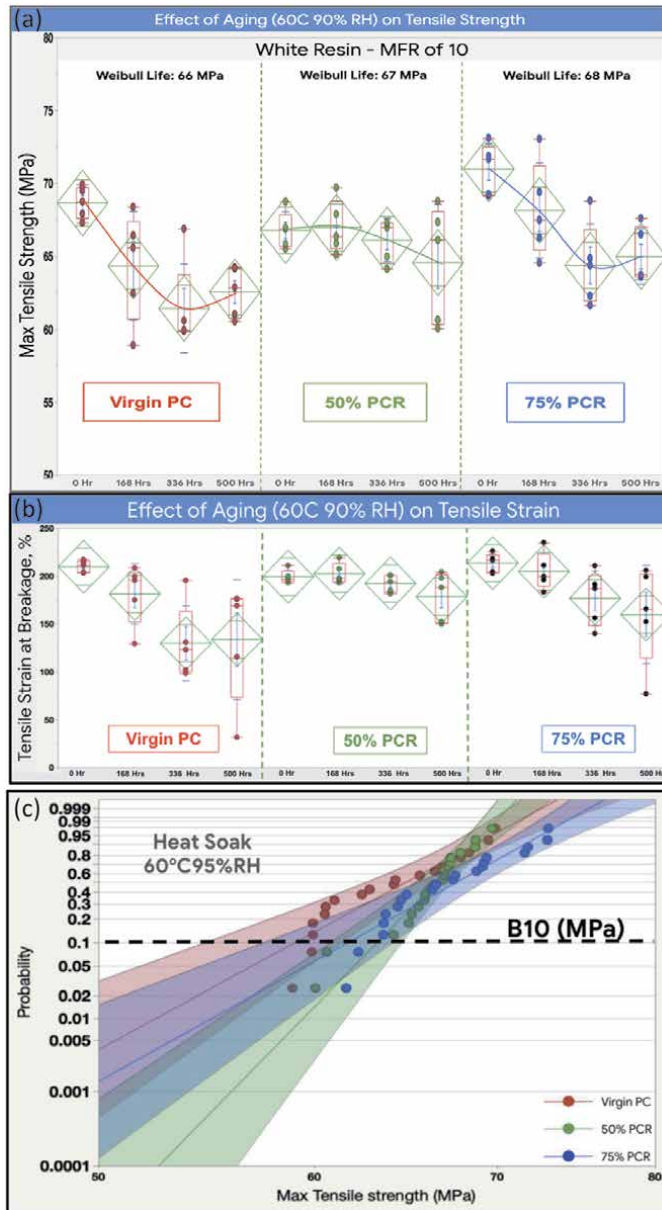 (a)
Effect of Aging (60C 90% RH) on Tensile Strength
White Resin - MFR of 10
Weibull Life: 66 MPa
Weibull Life: 67 MPa
Weibull Life: 68 MPa
Max Tensile Strength (MPa)
80
75
70
65
60
55
50
Virgin PC
50% PCR
75% PCR
0 Hr 168 Hrs 336 Hrs 500 Hrs 0 Hr 168 Hrs 336 Hrs 500 Hrs 0 Hr 168 Hrs 336 Hrs 500 Hrs
(b)
Effect of Aging (60C 90% RH) on Tensile Strain
Tensile Strain at Breakage, %
250
200
150
100
50
0
Virgin PC
50% PCR
75% PCR
0 Hr 168 Hrs 336 Hrs 500 Hrs 0 Hr 168 Hrs 336 Hrs 500 Hrs 0 Hr 168 Hrs 336 Hrs 500 Hrs
(c)
Heat Soak
60°C95%RH
B10 (MPa)
Probability
0.999
0.99
0.95
0.8
0.6
0.4
0.3
0.2
0.1
0.05
0.02
0.01
0.005
0.001
0.0001
Virgin PC
50% PCR
75% PCR
50 60 70 80
Max Tensile strength (MPa)